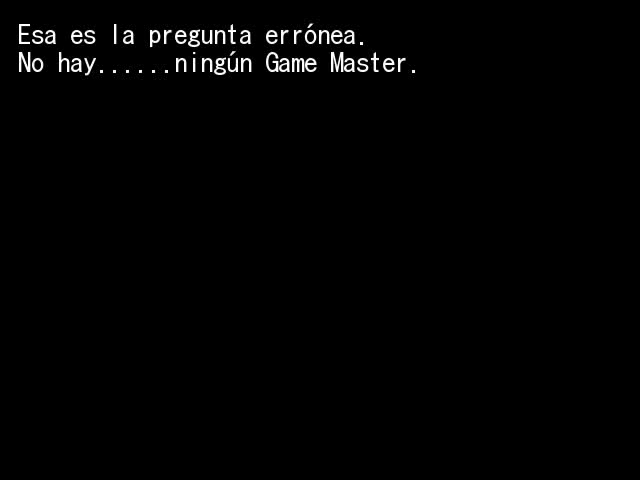 Esa es la pregunta errónea.
No hay......ningún Game Master.